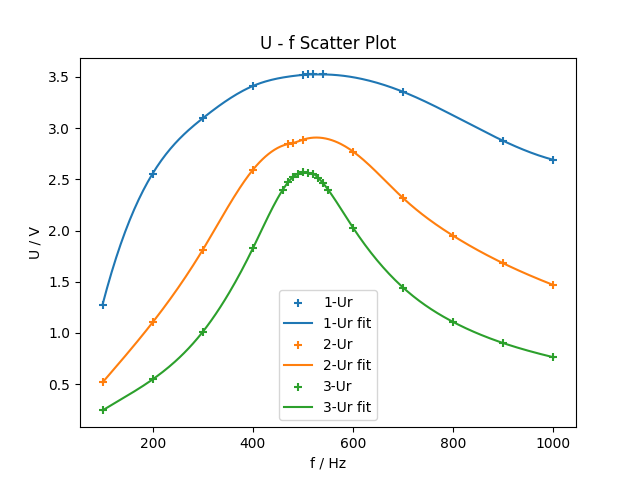 U - f Scatter Plot
U / V
3.5
3.0
2.5
2.0
1.5
1.0
0.5
1-Ur
1-Ur fit
2-Ur
2-Ur fit
3-Ur
3-Ur fit
200 400 600 800 1000
f / Hz